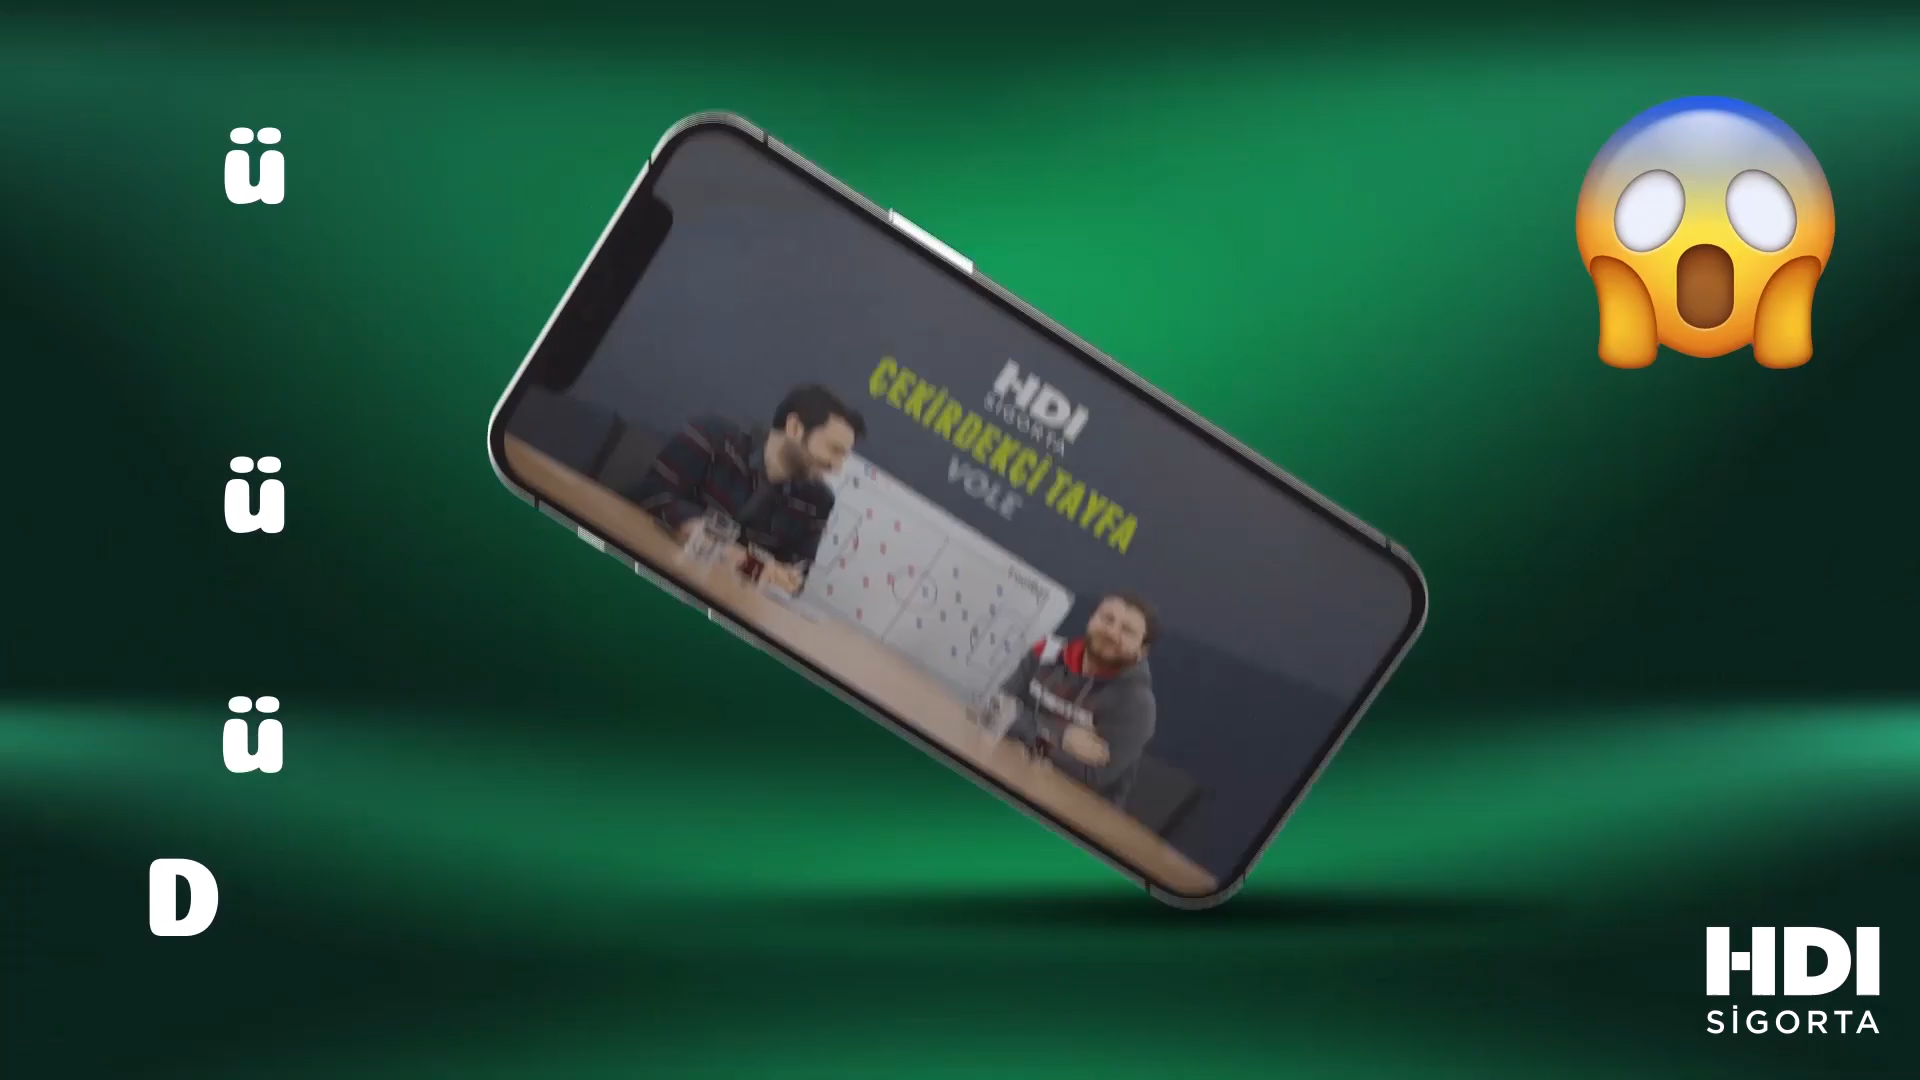 ü
ü
ü
D
HDI
SİGORTA
ÇEKİRDEKÇİ TAYFA
VOLE
HDI
SİGORTA